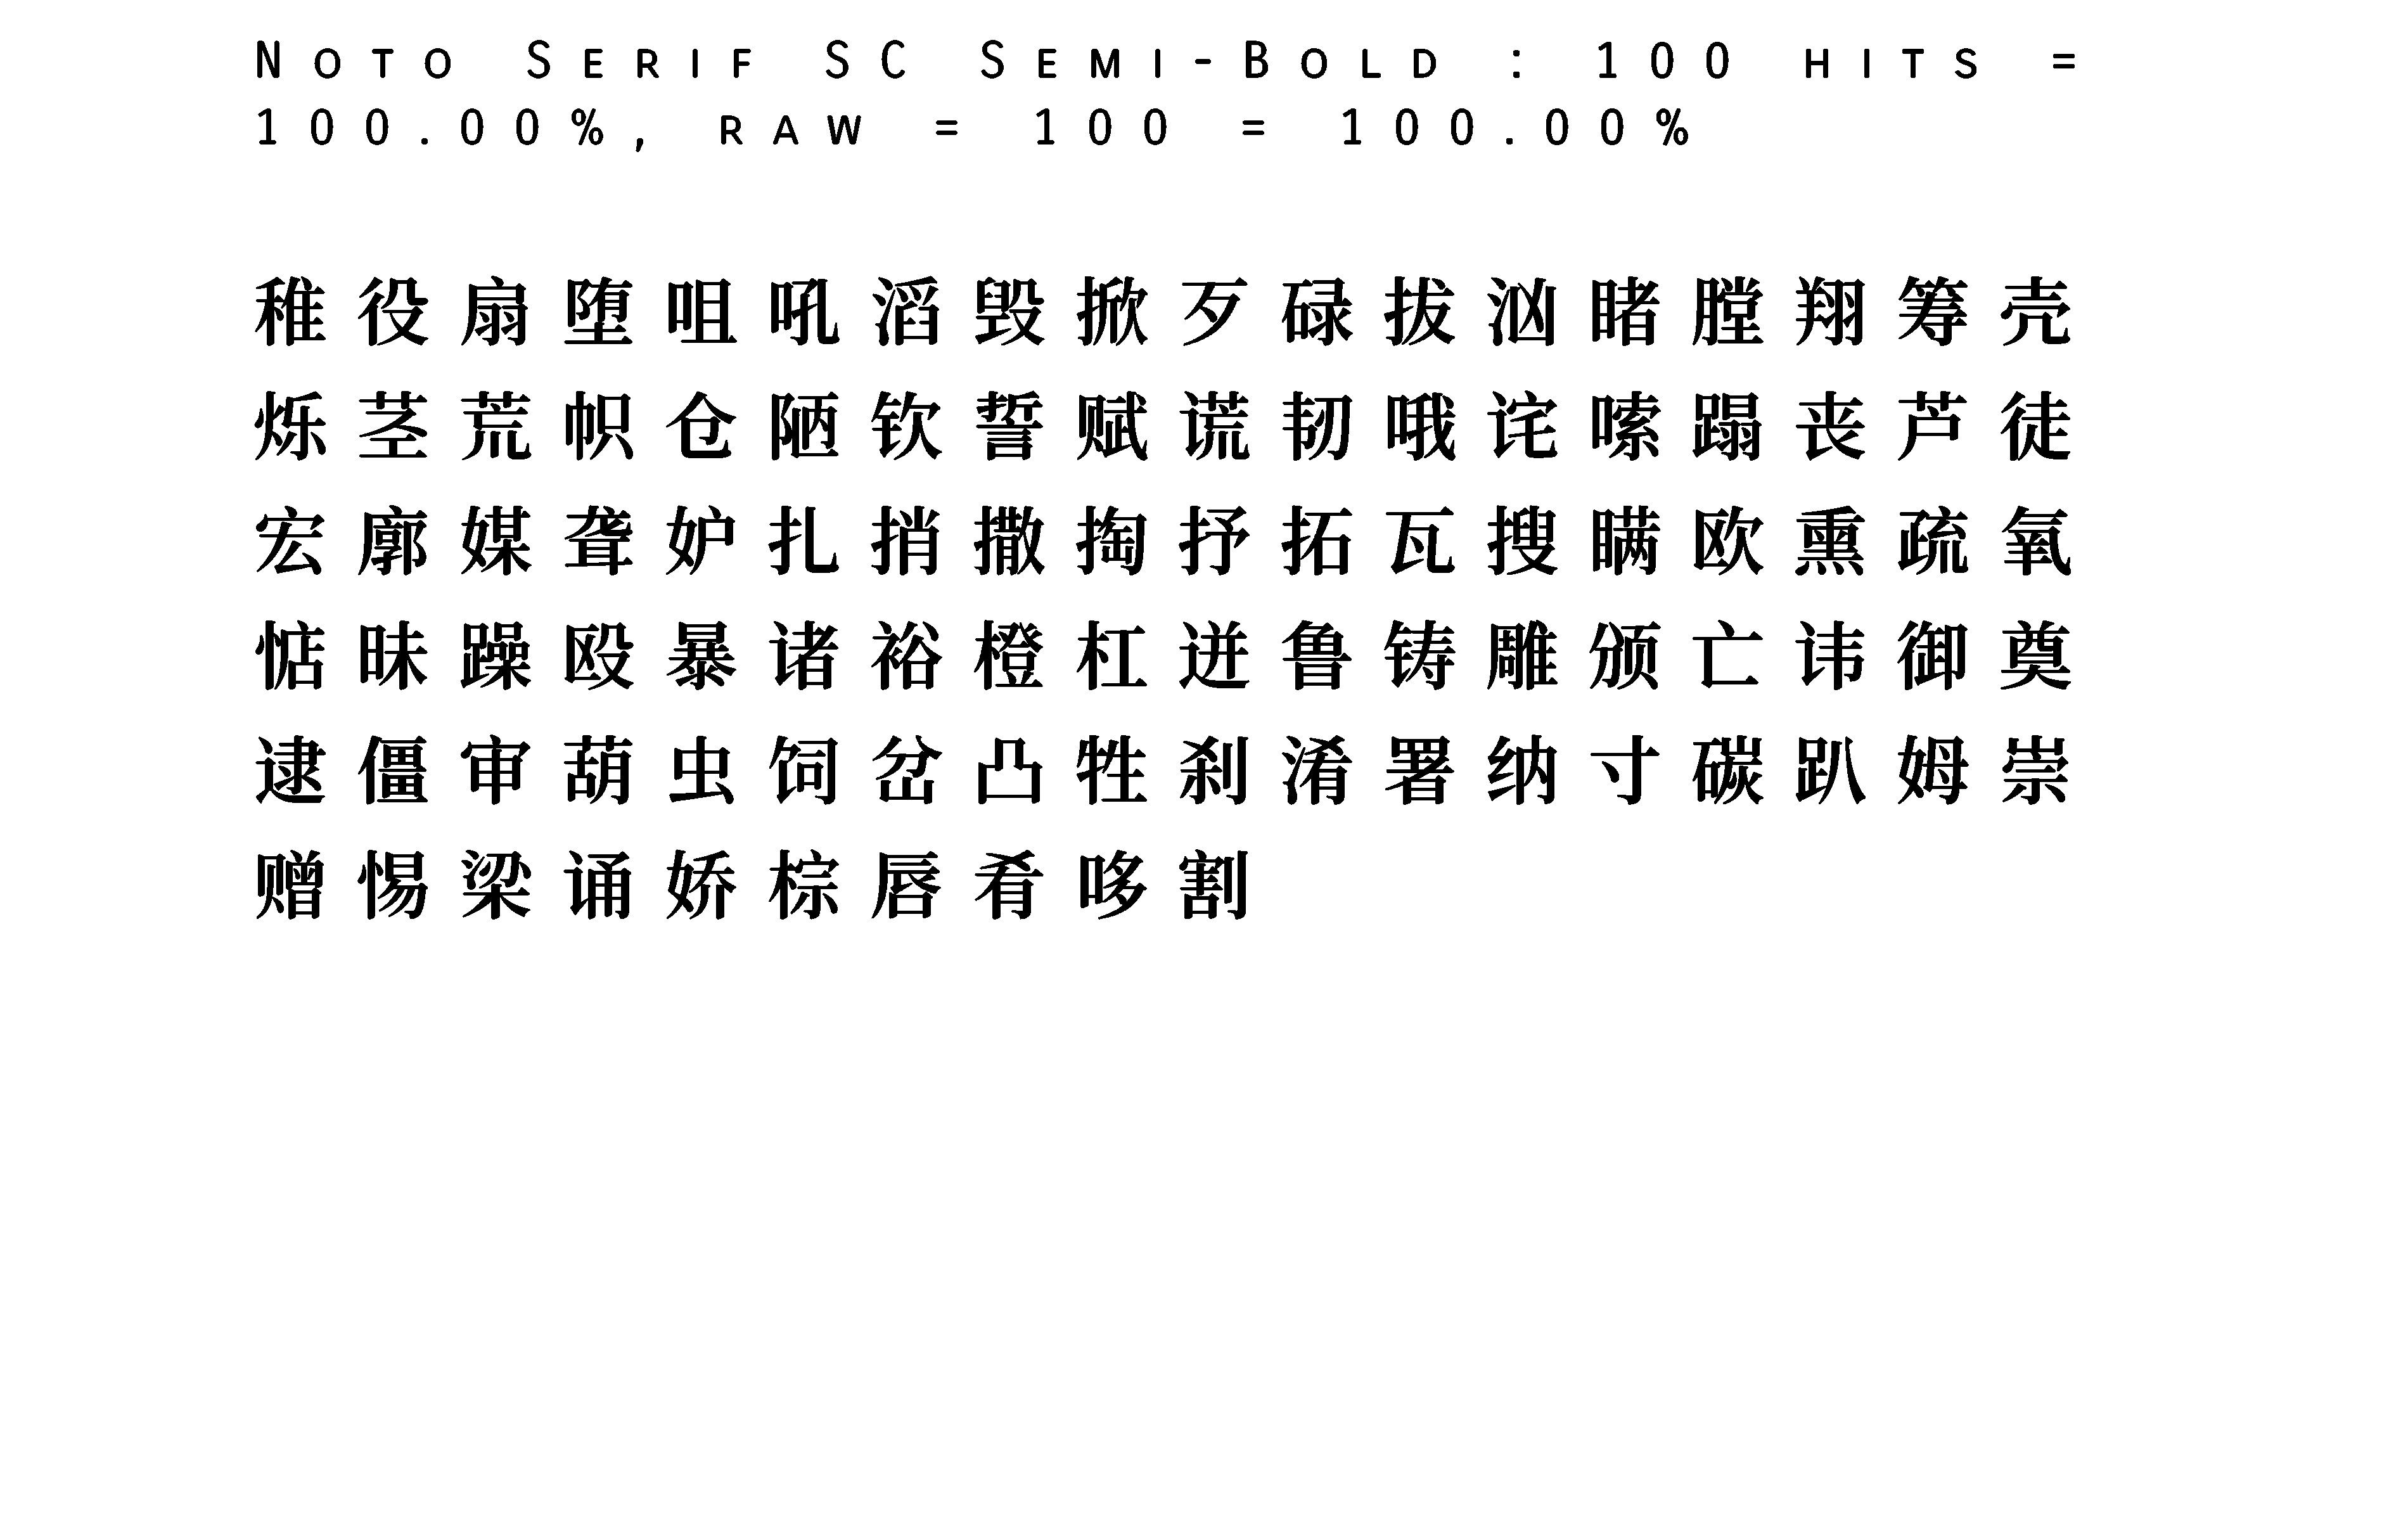 Noto Serif SC Semi-Bold : 100 hits =
100.00%, raw = 100 = 100.00%
稚役扇堕咀吼滔毁掀歹碌拔汹睹膛翔筹壳
烁茎荒帜仓陋钦誓赋谎韧哦诧嗦蹋丧芦徒
宏廓媒聋妒扎捎撒掏抒拓瓦搜瞒欧熏疏氧
惦昧躁殴暴诸裕橙杠迸鲁铸雕颁亡讳御奠
逮僵审葫虫饲岔凸牲刹淆署纳寸碳趴姆崇
赠惕梁诵娇棕唇肴哆割